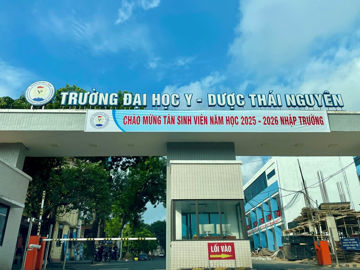 TRƯỜNG ĐẠI HỌC Y - DƯỢC THÁI NGUYÊN
CHÀO MỪNG TÂN SINH VIÊN NĂM HỌC 2025 - 2026 NHẬP TRƯỜNG
LỐI VÀO